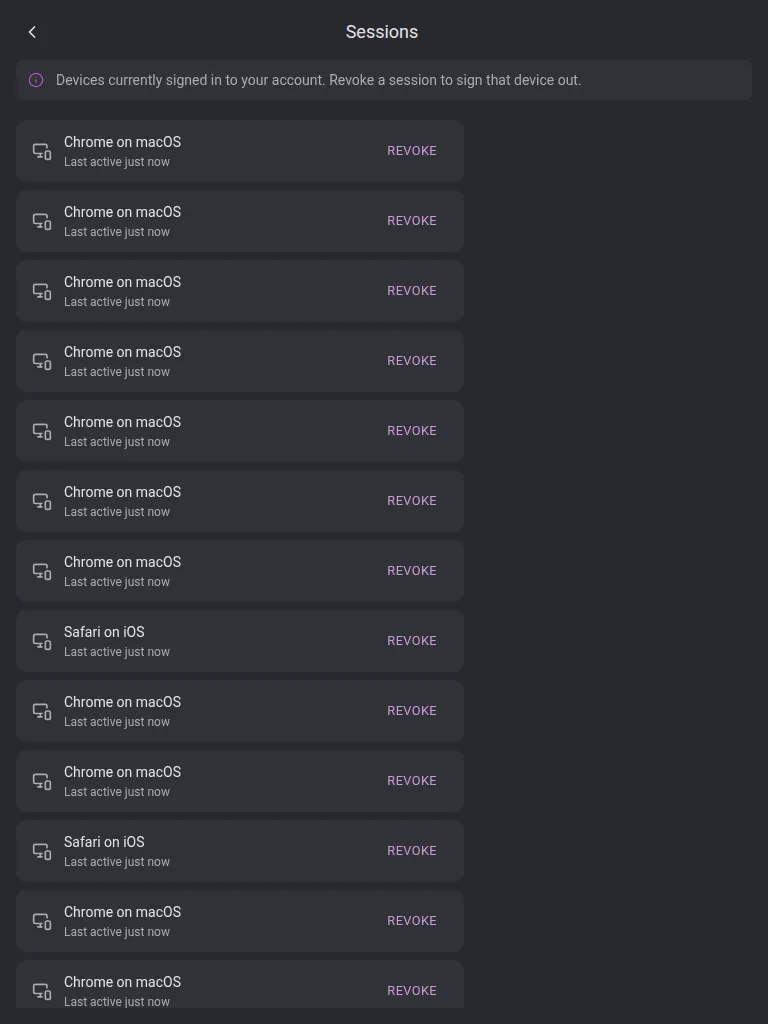 Sessions
Devices currently signed in to your account. Revoke a session to sign that device out.
Chrome on macOS
Last active just now
REVOKE
Chrome on macOS
Last active just now
REVOKE
Chrome on macOS
Last active just now
REVOKE
Chrome on macOS
Last active just now
REVOKE
Chrome on macOS
Last active just now
REVOKE
Chrome on macOS
Last active just now
REVOKE
Chrome on macOS
Last active just now
REVOKE
Safari on iOS
Last active just now
REVOKE
Chrome on macOS
Last active just now
REVOKE
Chrome on macOS
Last active just now
REVOKE
Safari on iOS
Last active just now
REVOKE
Chrome on macOS
Last active just now
REVOKE
Chrome on macOS
Last active just now
REVOKE